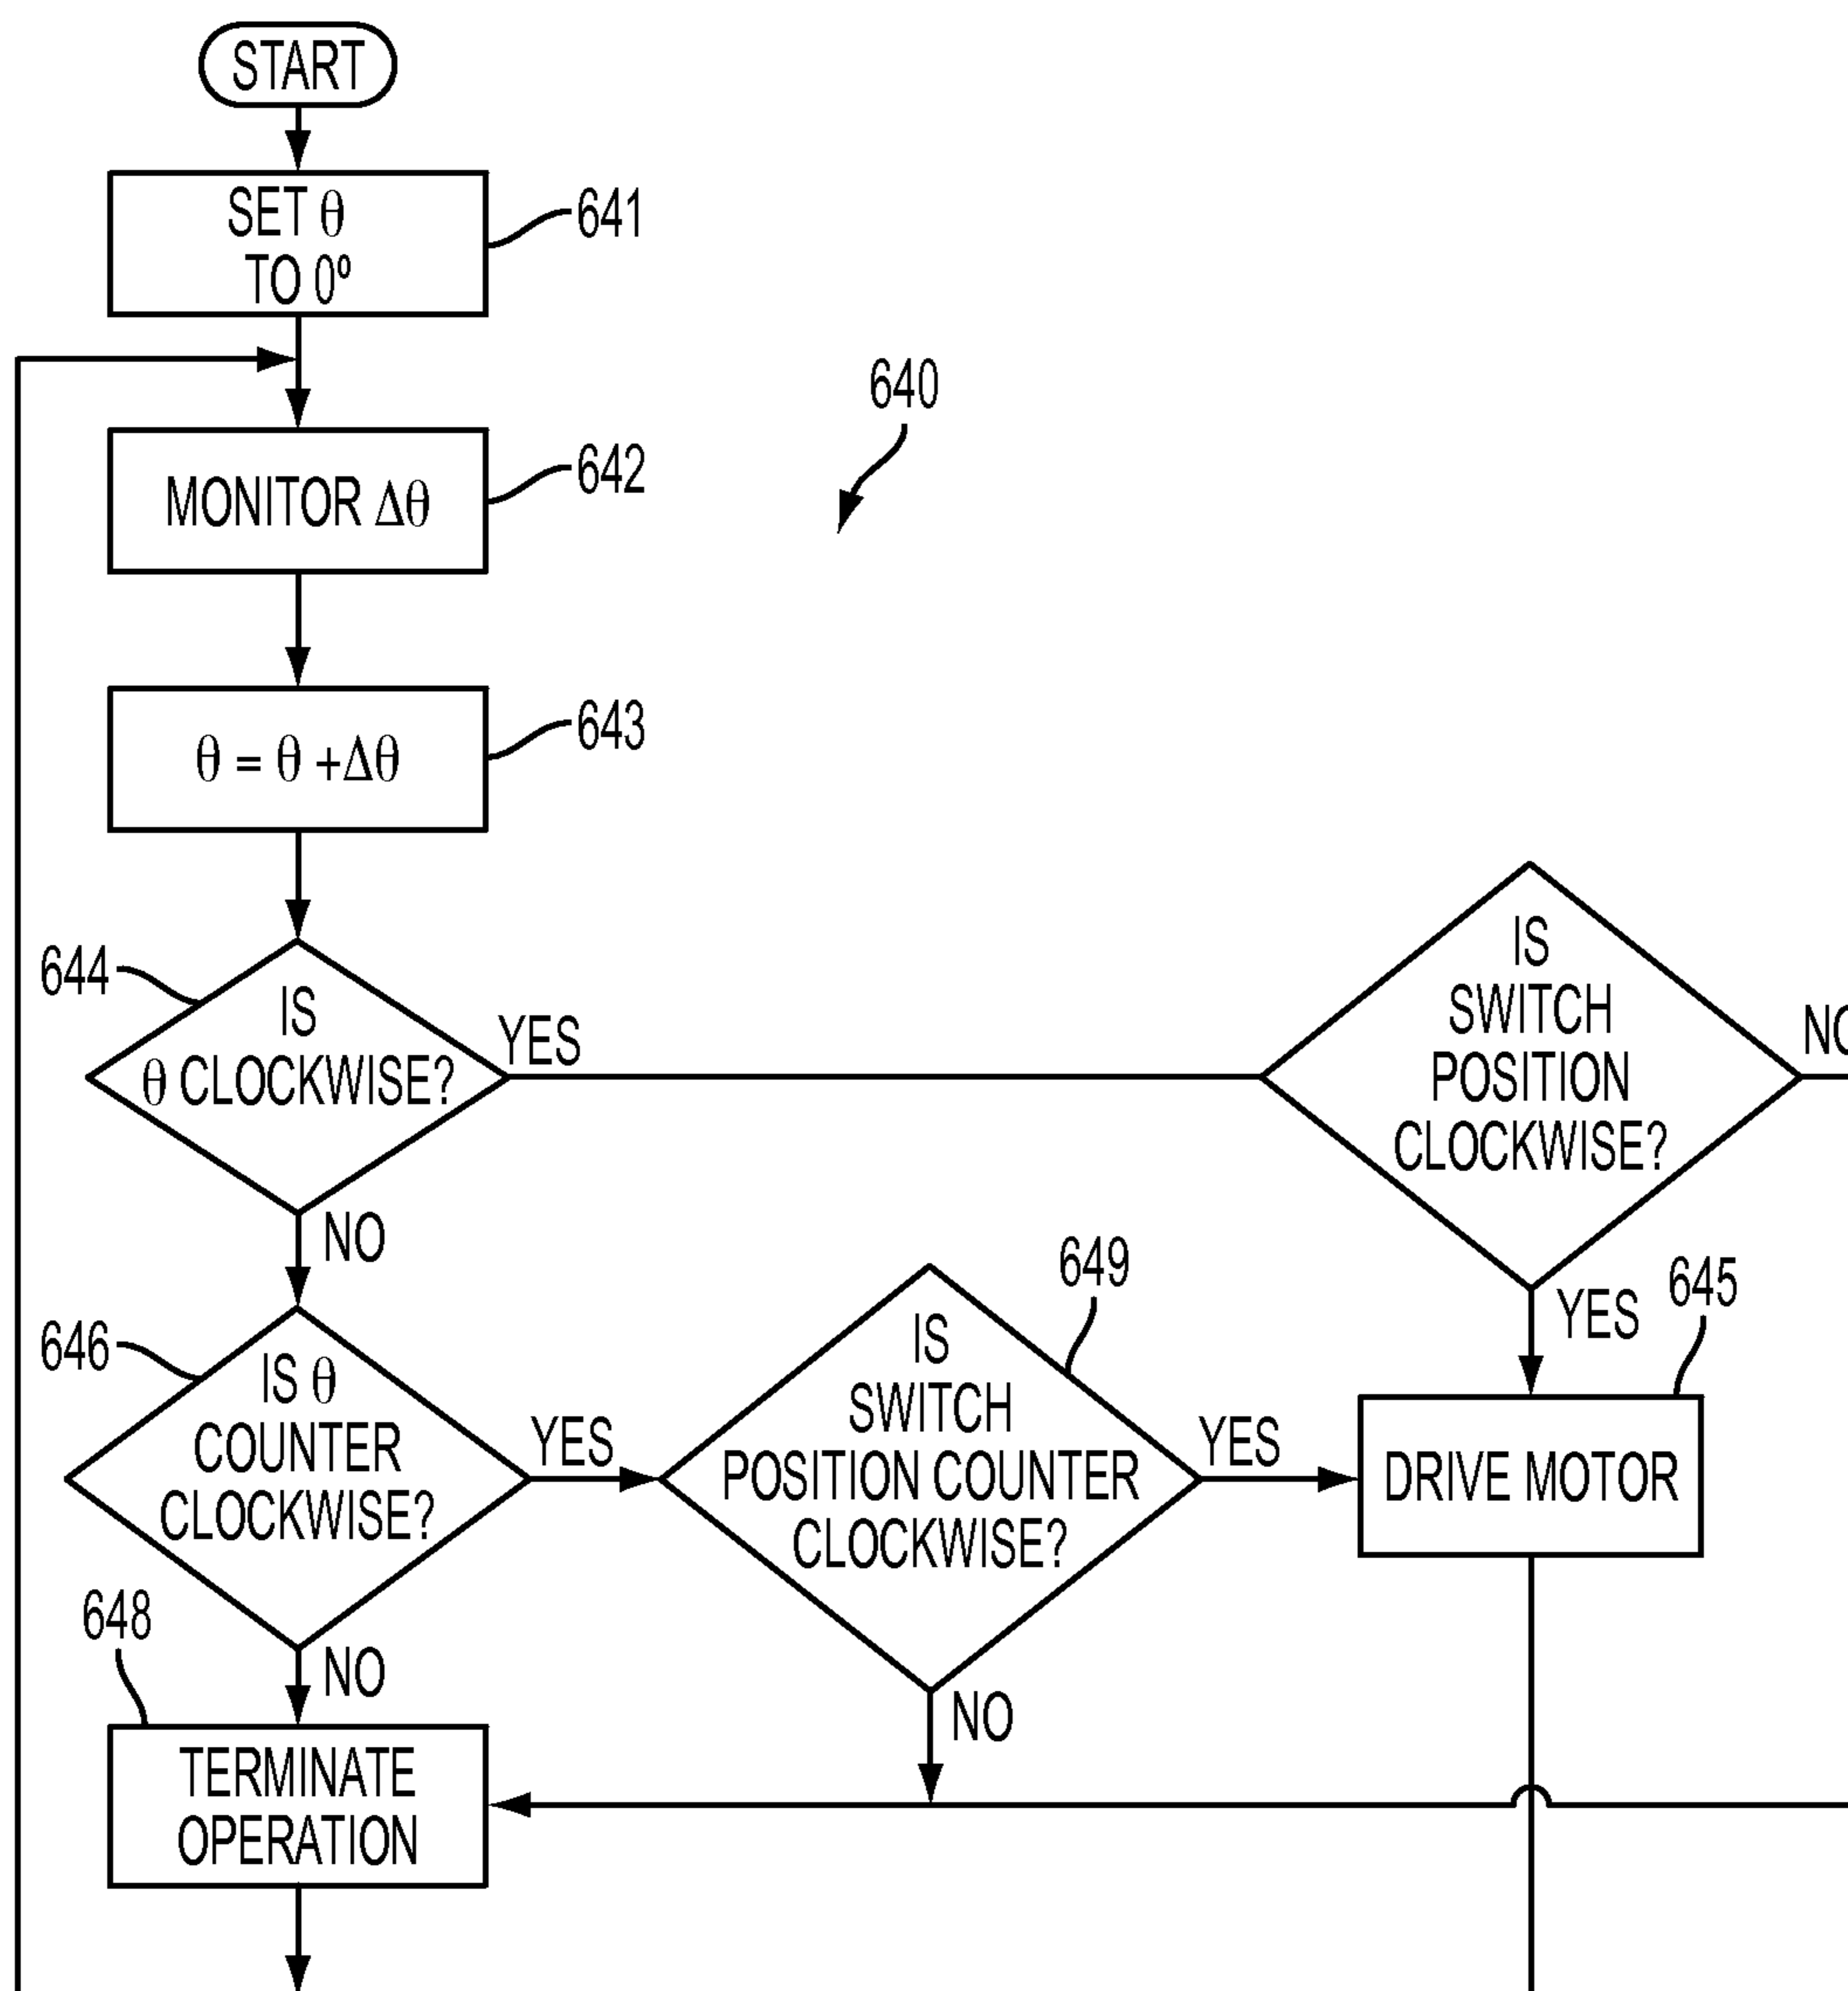 START
SET θ
TO 0º
641
640
MONITOR Δθ
642
θ = θ +Δθ
643
644
IS
θ CLOCKWISE?
YES
NO
IS
SWITCH
POSITION
CLOCKWISE?
NO
YES
645
646
IS θ
COUNTER
CLOCKWISE?
YES
NO
649
IS
SWITCH
POSITION COUNTER
CLOCKWISE?
YES
NO
DRIVE MOTOR
648
TERMINATE
OPERATION